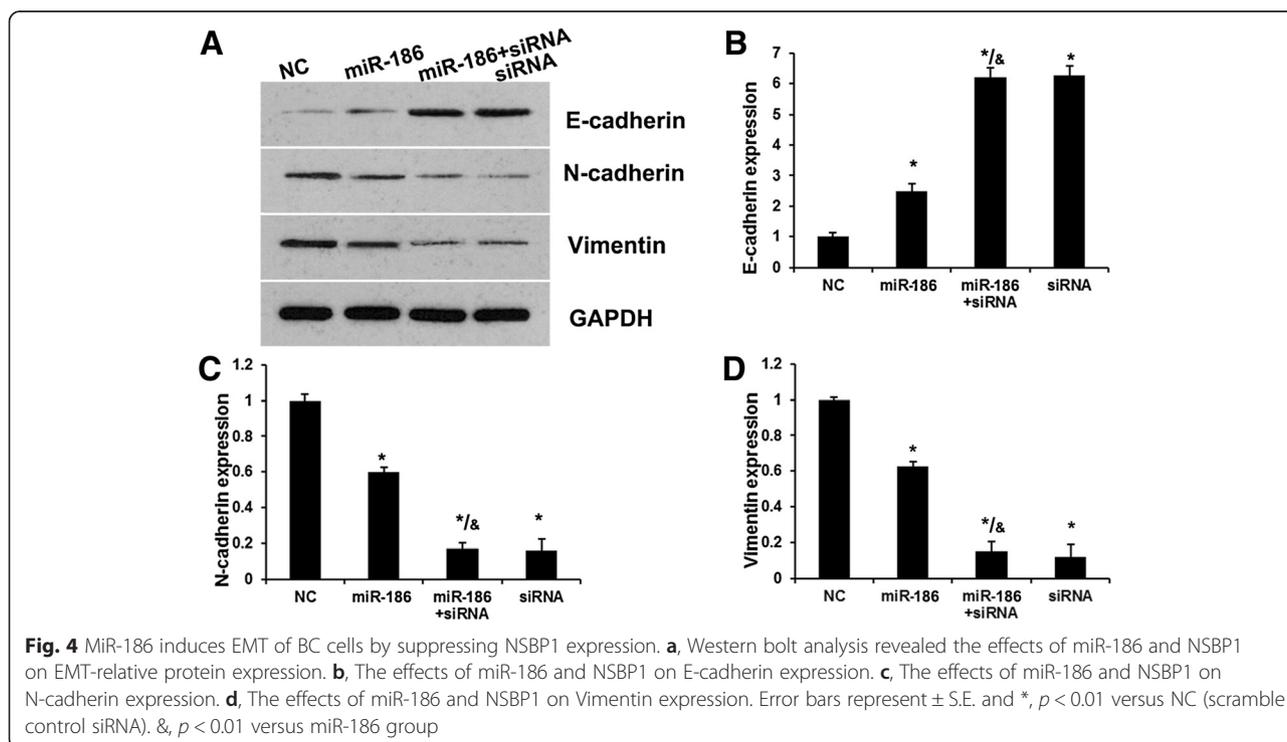 A
NC miR-186 miR-186+siRNA siRNA
E-cadherin
N-cadherin
Vimentin
GAPDH
B
E-cadherin expression
7
6
5
4
3
2
1
0
*
*/&
*
NC miR-186 miR-186 +siRNA siRNA
C
N-cadherin expression
1.2
1
0.8
0.6
0.4
0.2
0
*
*/&
*
NC miR-186 miR-186 +siRNA siRNA
D
Vimentin expression
1.2
1
0.8
0.6
0.4
0.2
0
*
*/&
*
NC miR-186 miR-186 +siRNA siRNA
Fig. 4 MiR-186 induces EMT of BC cells by suppressing NSBP1 expression. a, Western bolt analysis revealed the effects of miR-186 and NSBP1
on EMT-relative protein expression. b, The effects of miR-186 and NSBP1 on E-cadherin expression. c, The effects of miR-186 and NSBP1 on
N-cadherin expression. d, The effects of miR-186 and NSBP1 on Vimentin expression. Error bars represent ± S.E. and *, p < 0.01 versus NC (scramble
control siRNA). &, p < 0.01 versus miR-186 group